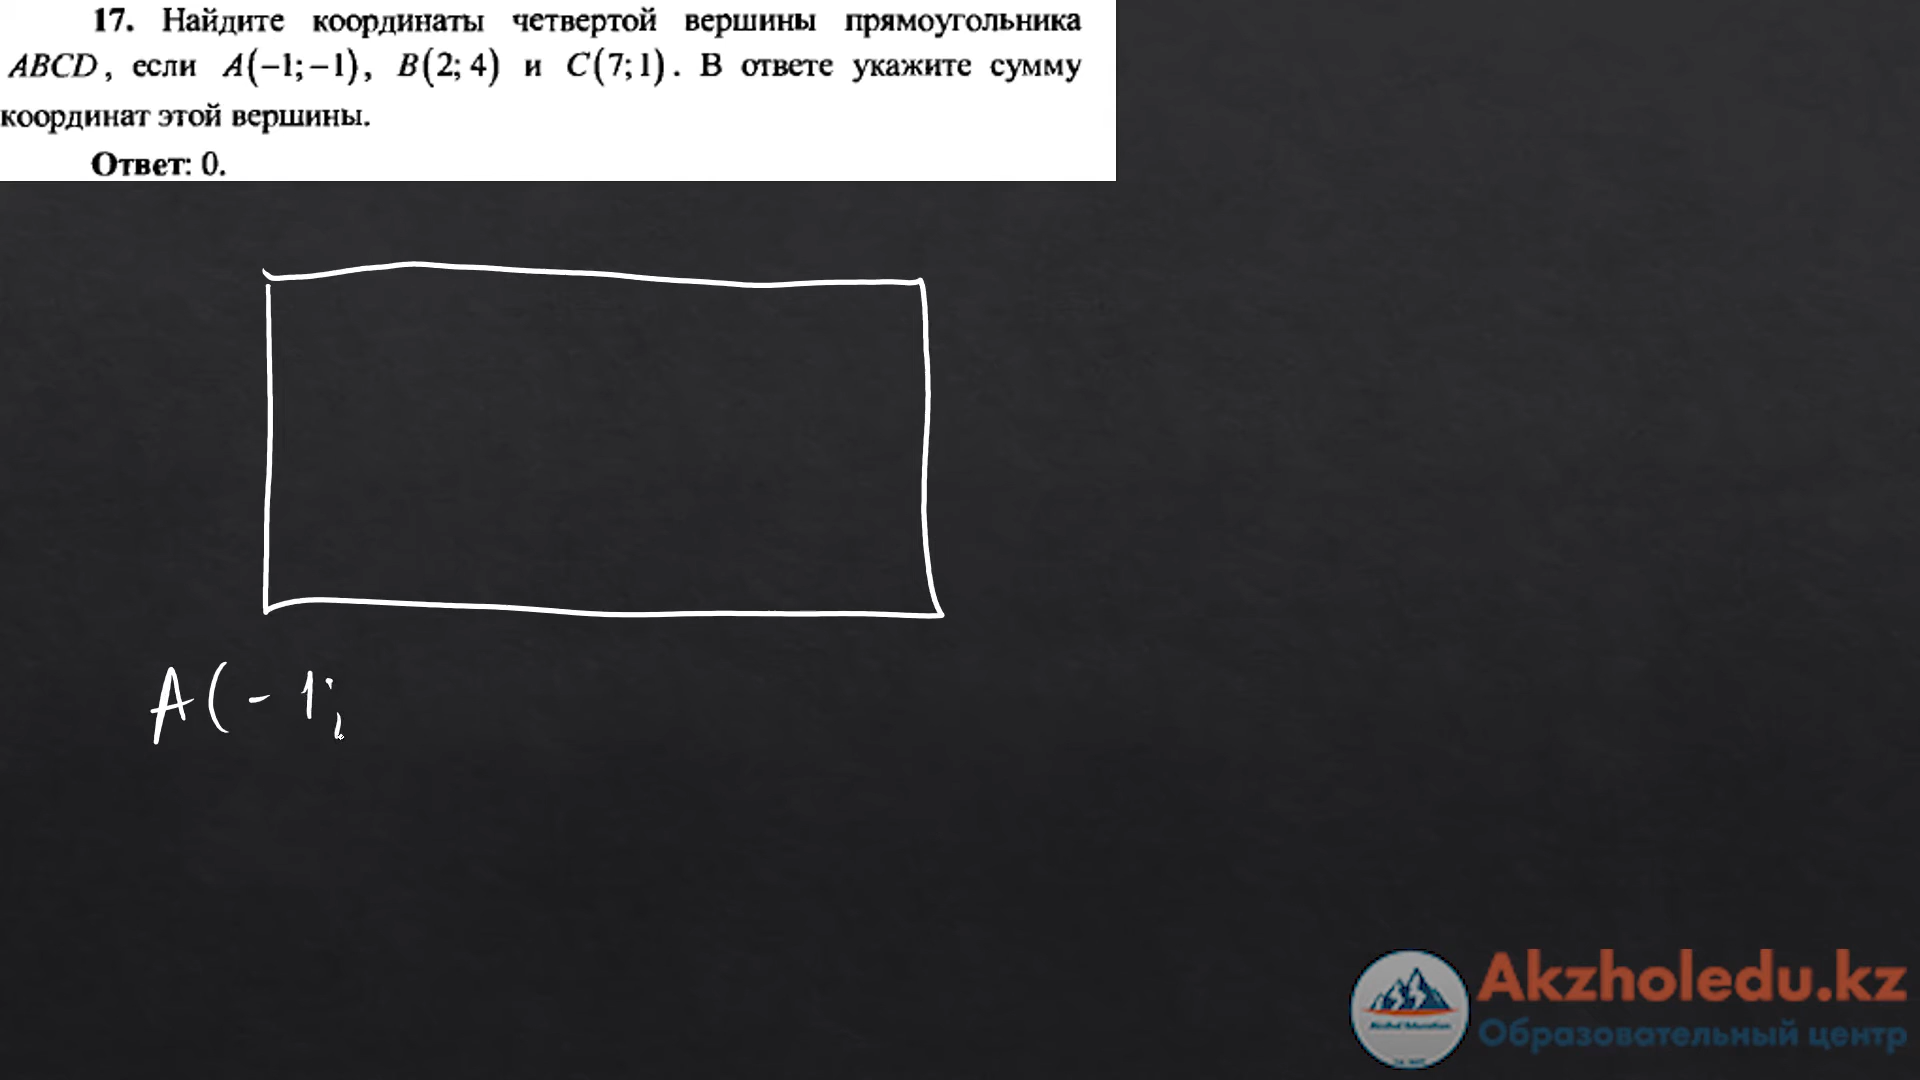 17. Найдите координаты четвертой вершины прямоугольника
ABCD, если A(−1;−1), B(2;4) и C(7;1). В ответе укажите сумму
координат этой вершины.
Ответ: 0.
A(-1;
Akzholedu.kz
Образовательный центр